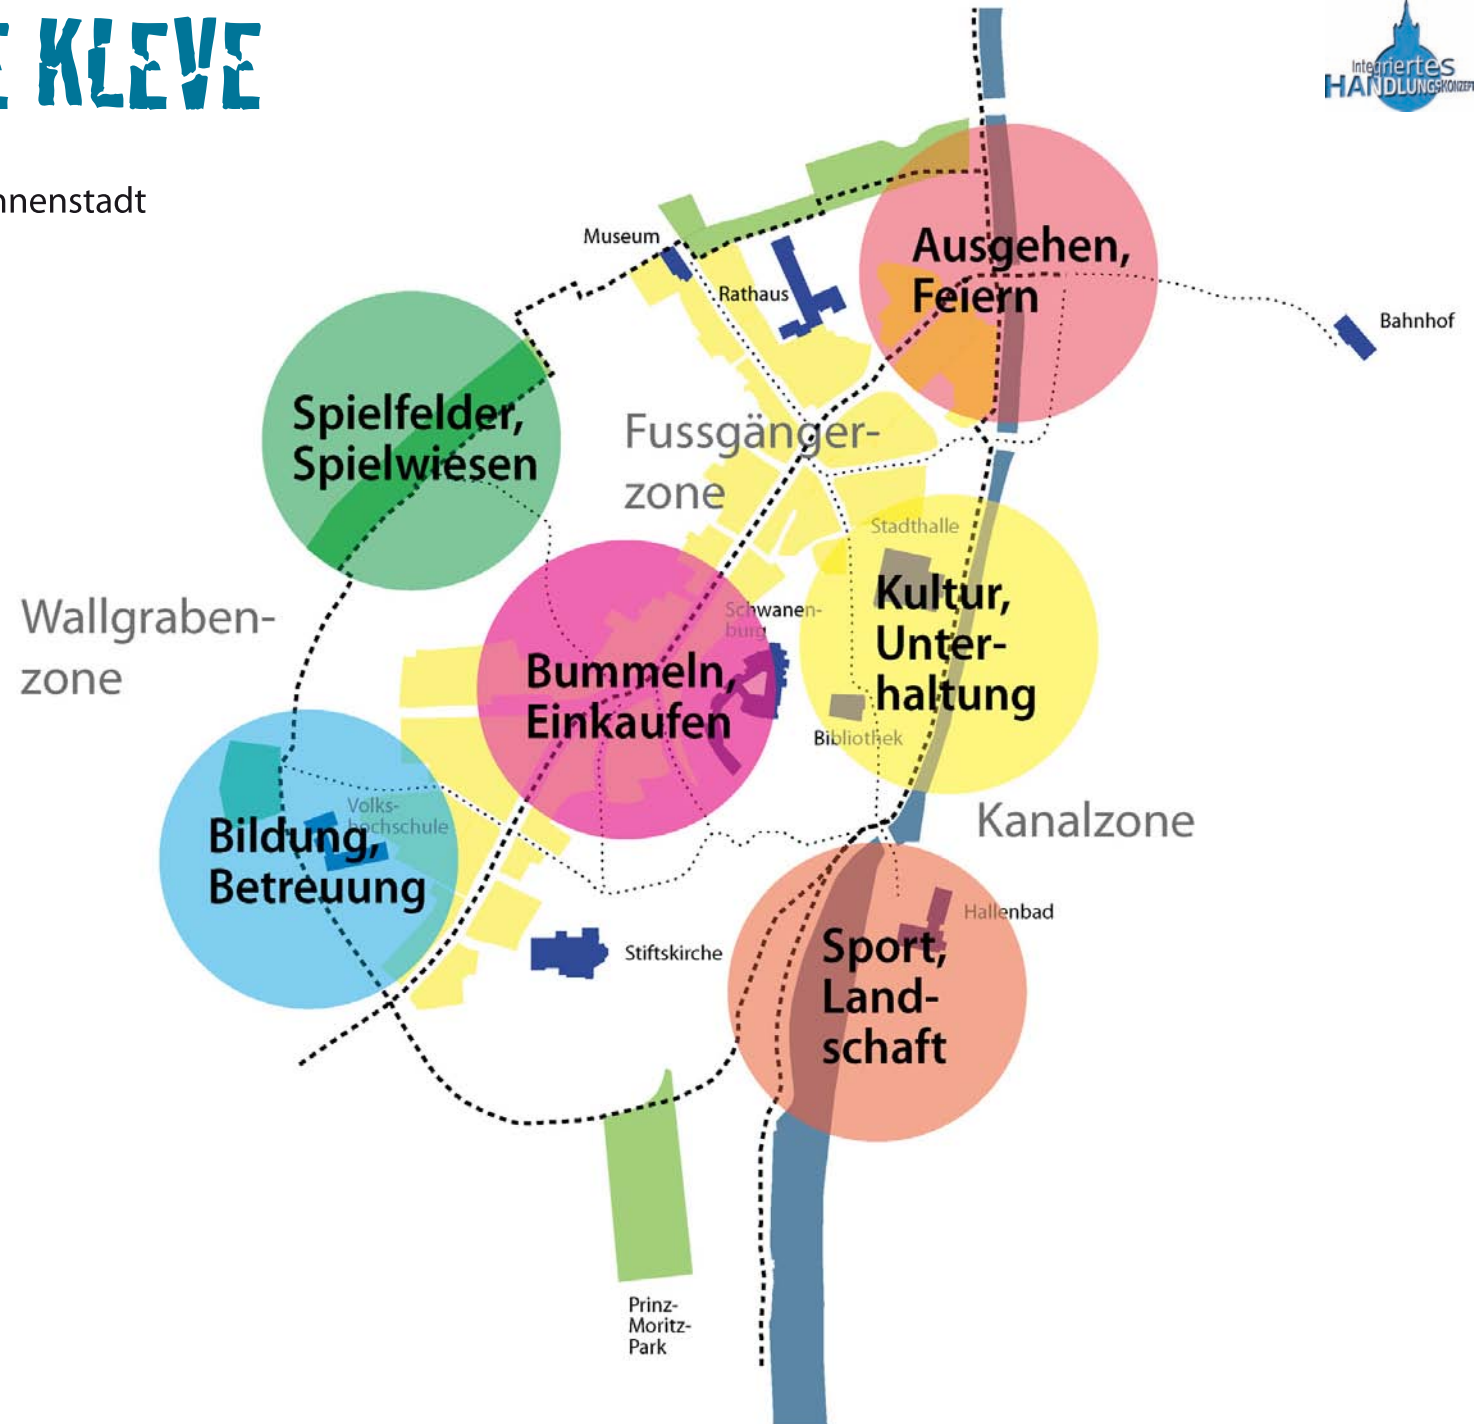 E KLEVE
Integriertes
HANDLUNGSKONZEPT
nnenstadt
Museum
Ausgehen,
Feiern
Rathaus
Bahnhof
Spielfelder,
Spielwiesen
Fussgänger-
zone
Stadthalle
Kultur,
Unter-
haltung
Wallgraben-
zone
Schwanen-
burg
Bummeln,
Einkaufen
Bibliothek
Volks-
hochschule
Bildung,
Betreuung
Kanalzone
Hallenbad
Sport,
Land-
schaft
Stiftskirche
Prinz-
Moritz-
Park